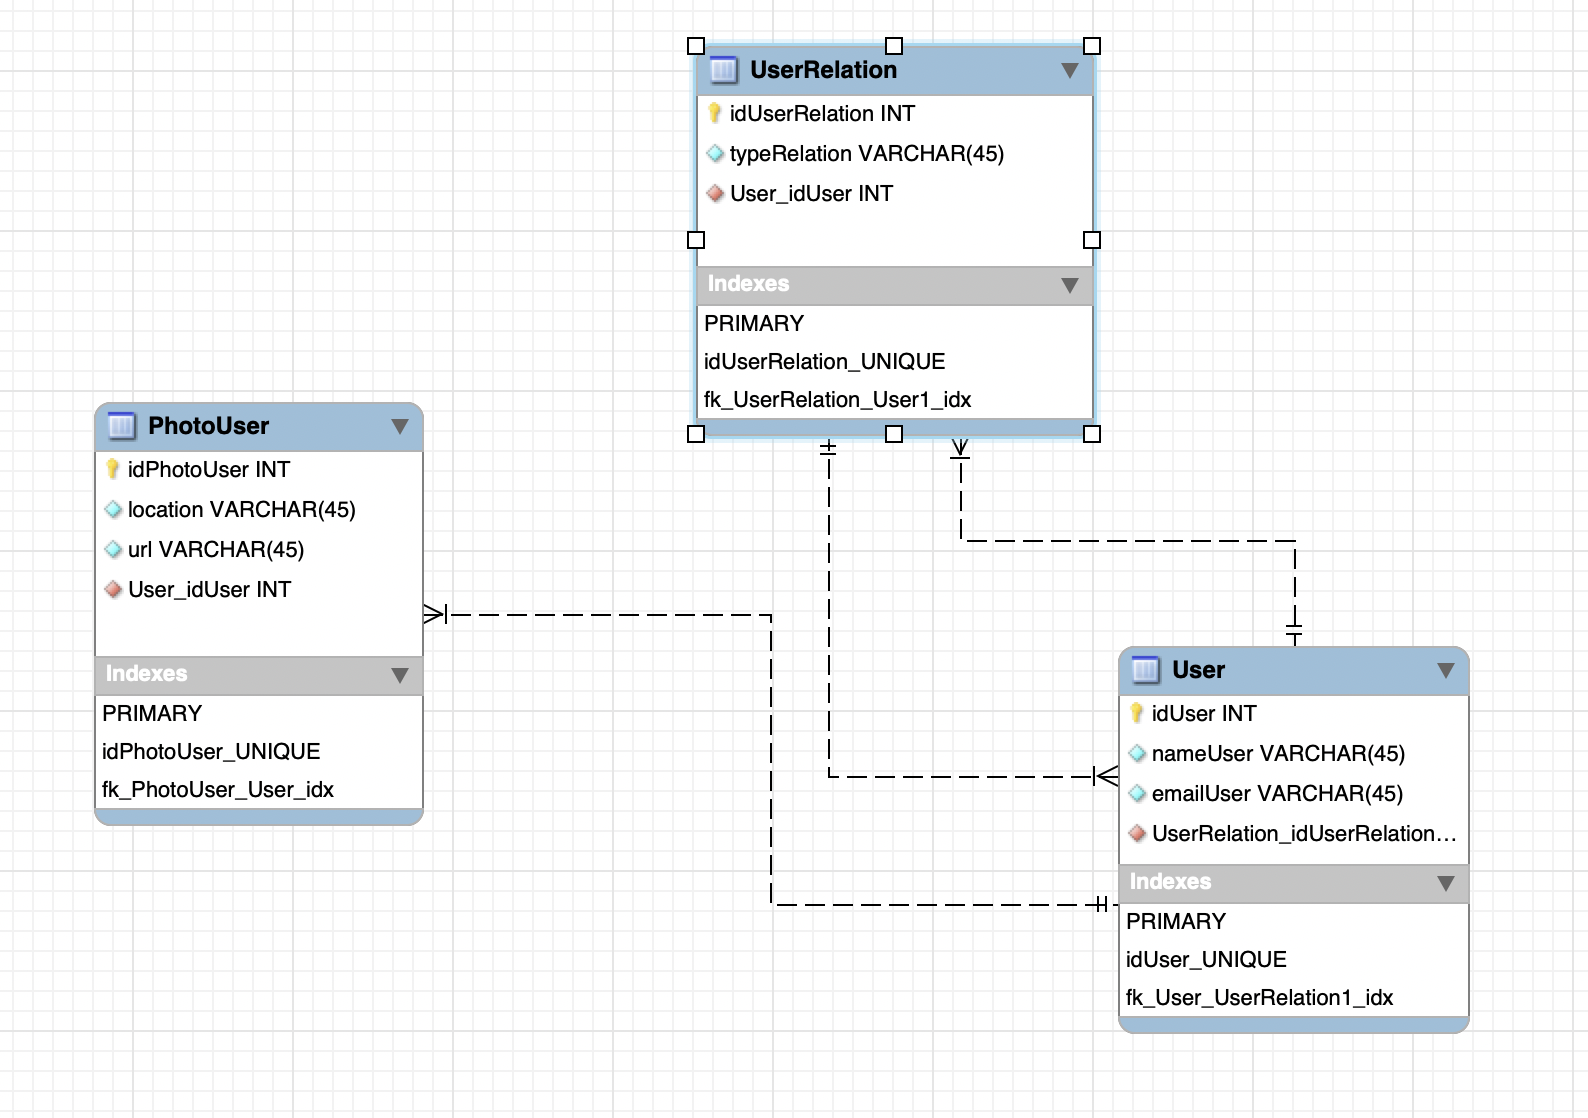 UserRelation
idUserRelation INT
typeRelation VARCHAR(45)
User_idUser INT
Indexes
PRIMARY
idUserRelation_UNIQUE
fk_UserRelation_User1_idx
PhotoUser
idPhotoUser INT
location VARCHAR(45)
url VARCHAR(45)
User_idUser INT
Indexes
PRIMARY
idPhotoUser_UNIQUE
fk_PhotoUser_User_idx
User
idUser INT
nameUser VARCHAR(45)
emailUser VARCHAR(45)
UserRelation_idUserRelation...
Indexes
PRIMARY
idUser_UNIQUE
fk_User_UserRelation1_idx